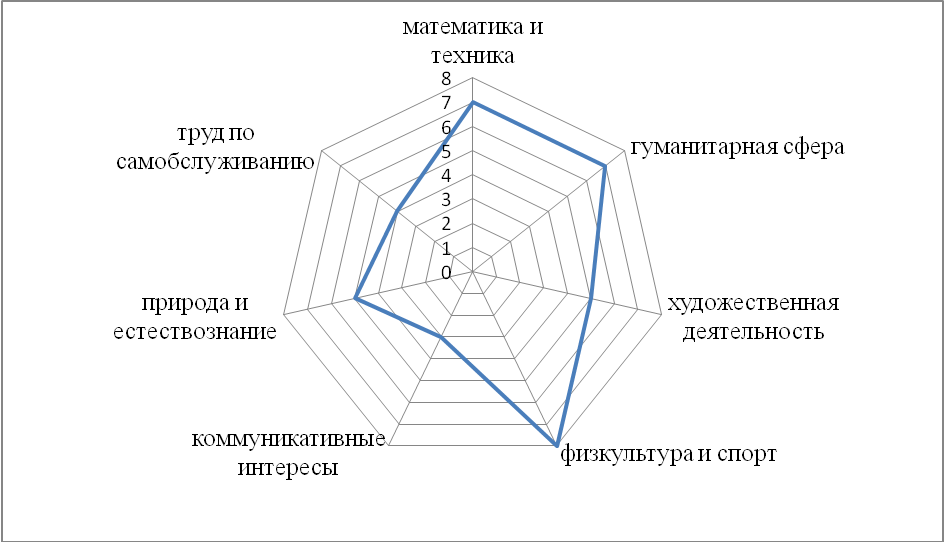 математика и
техника
8
7
6
5
4
3
2
1
0
труд по
самобслуживанию
гуманитарная сфера
природа и
естествознание
художественная
деятельность
коммуникативные
интересы
физкультура и спорт